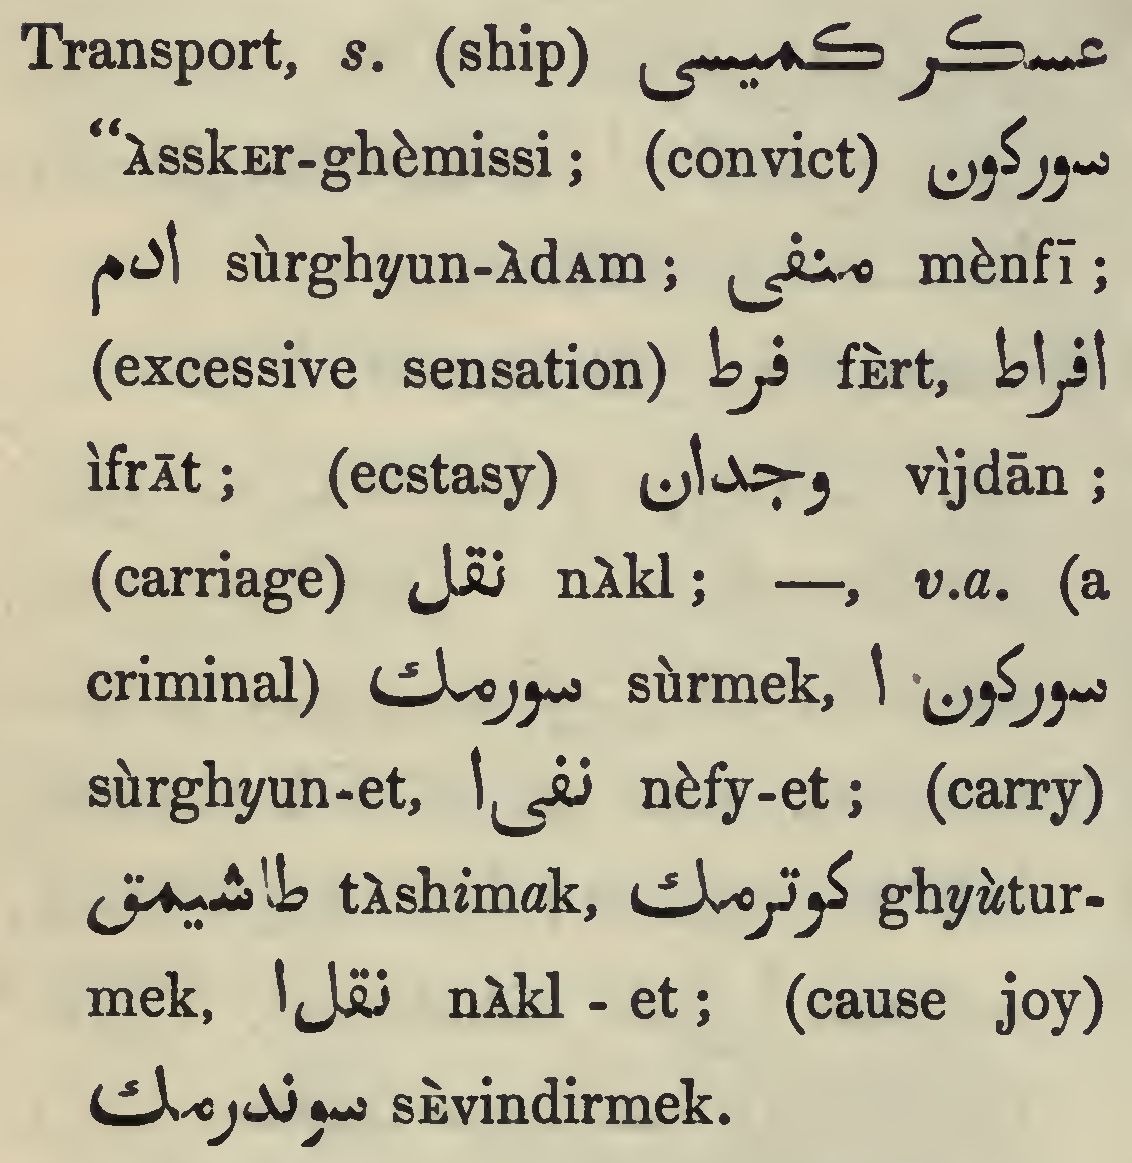 Transport, s. (ship) عسكر كميسى
“ÀsskEr-ghèmissi; (convict) سوركون
ادم sùrghyun-ÀdAm; منفى mènfī;
(excessive sensation) فرط fÈrt, افراط
ìfrĀt; (ecstasy) وجدان vìjdān;
(carriage) نقل nÀkl; —, v.a. (a
criminal) سورمك sùrmek, سوركون ا
sùrghyun-et, نفى ا nèfy-et; (carry)
طاشيمق tÀshimak, كوترمك ghyùtur-
mek, نقل ا nÀkl - et; (cause joy)
سوندرمك sÈvindirmek.